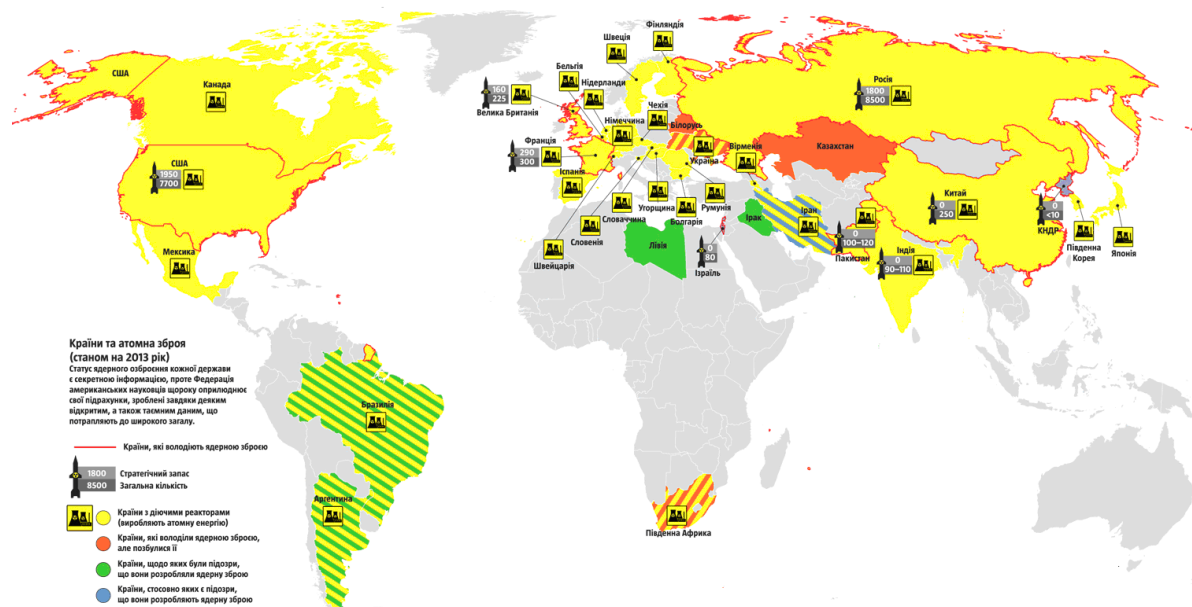 Фінляндія
Швеція
США
Канада
Бельгія
Нідерланди
Росія
1800
8500
160
225
Велика Британія
Чехія
Німеччина
Білорусь
Франція
290
300
Україна
Вірменія
Казахстан
США
1950
7700
Іспанія
Угорщина
Словаччина
Болгарія
Румунія
Словенія
Швейцарія
Китай
0
250
0
<10
КНДР
Південна
Корея
Японія
Ірак
Іран
0
100–120
Пакистан
Індія
0
90–110
Лівія
0
80
Ізраїль
Мексика
Країни та атомна зброя
(станом на 2013 рік)
Статус ядерного озброєння кожної держави
є секретною інформацією, проте Федерація
американських науковців щороку оприлюднює
свої підрахунки, зроблені завдяки деяким
відкритим, а також таємним даним, що
потрапляють до широкого загалу.
Країни, які володіють ядерною зброєю
1800
8500
Стратегічний запас
Загальна кількість
Країни з діючими реакторами
(виробляють атомну енергію)
Країни, які володіли ядерною зброєю,
але позбулися її
Країни, щодо яких були підозри,
що вони розробляли ядерну зброю
Країни, стосовно яких є підозри,
що вони розробляють ядерну зброю
Бразилія
Аргентина
Південна Африка